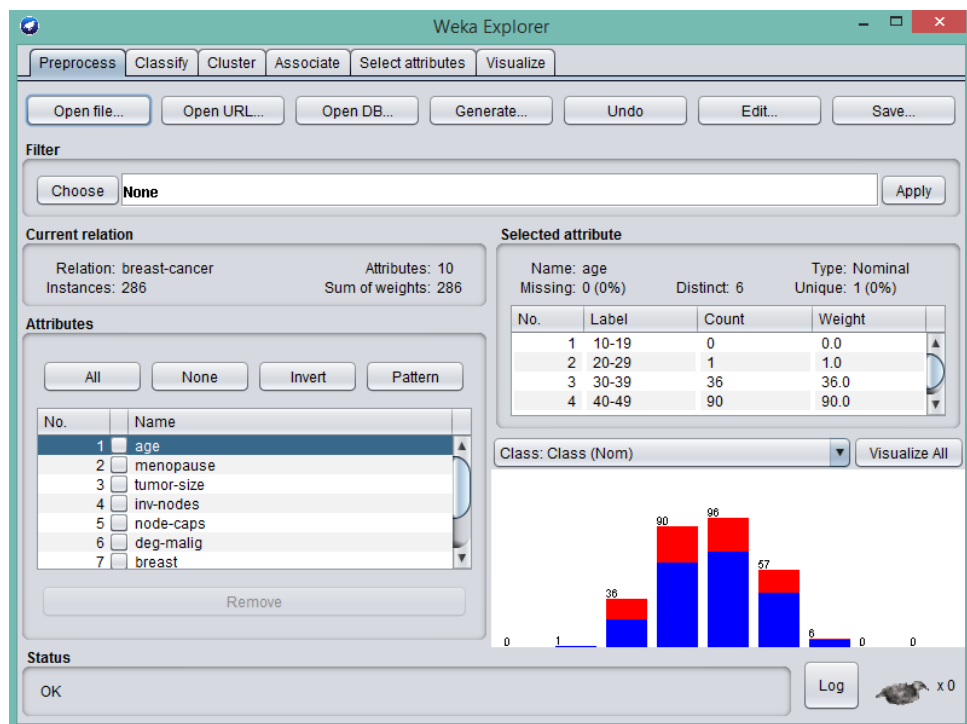 Weka Explorer
Preprocess Classify Cluster Associate Select attributes Visualize
Open file... Open URL... Open DB... Generate... Undo Edit... Save...
Filter
Choose None Apply
Current relation
Relation: breast-cancer Attributes: 10
Instances: 286 Sum of weights: 286
Attributes
All None Invert Pattern
No. Name
1 age
2 menopause
3 tumor-size
4 inv-nodes
5 node-caps
6 deg-malig
7 breast
Remove
Selected attribute
Name: age Type: Nominal
Missing: 0 (0%) Distinct: 6 Unique: 1 (0%)
No. Label Count Weight
1 10-19 0 0.0
2 20-29 1 1.0
3 30-39 36 36.0
4 40-49 90 90.0
Class: Class (Nom) Visualize All
0 1 36 90 96 57 6 0 0
Status
OK Log x 0